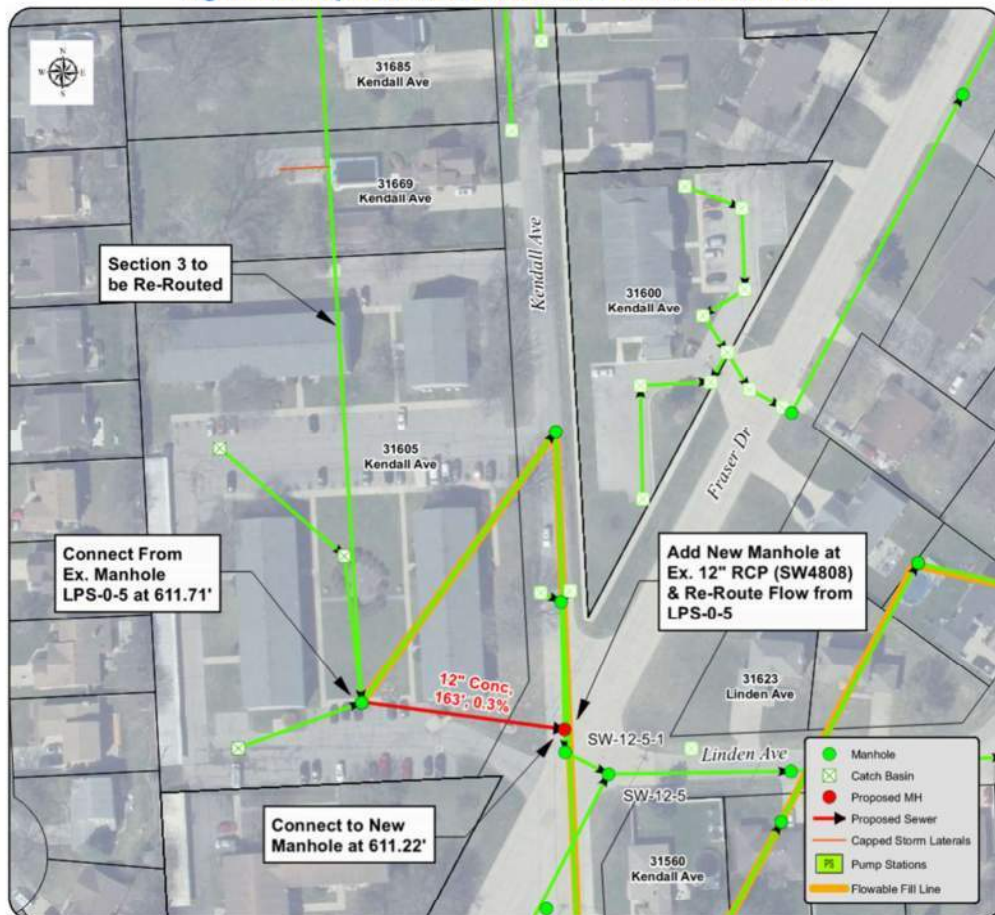 N
W E
S
31685
Kendall Ave
31669
Kendall Ave
Kendall Ave
Section 3 to
be Re-Routed
31600
Kendall Ave
31605
Kendall Ave
Fraser Dr
Connect From
Ex. Manhole
LPS-0-5 at 611.71'
Add New Manhole at
Ex. 12" RCP (SW4808)
& Re-Route Flow from
LPS-0-5
12" Conc,
163', 0.3%
31623
Linden Ave
SW-12-5-1
Linden Ave
SW-12-5
Connect to New
Manhole at 611.22'
31560
Kendall Ave
Manhole
Catch Basin
Proposed MH
Proposed Sewer
Capped Storm Laterals
PS Pump Stations
Flowable Fill Line